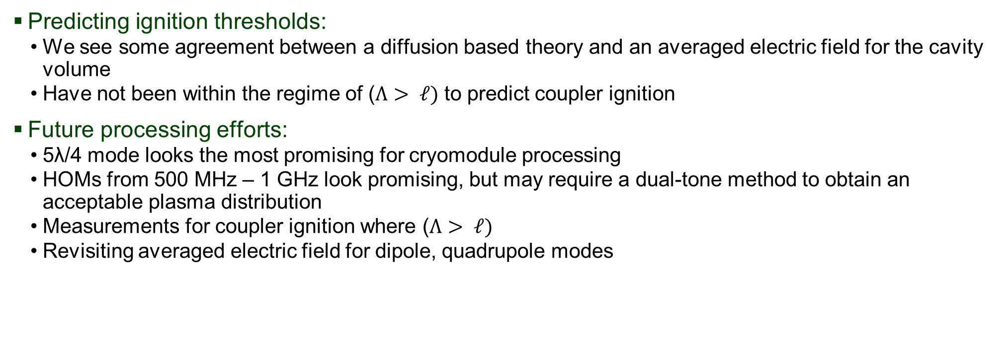 ▪ Predicting ignition thresholds:
• We see some agreement between a diffusion based theory and an averaged electric field for the cavity
volume
• Have not been within the regime of (Λ > ℓ) to predict coupler ignition
▪ Future processing efforts:
• 5λ/4 mode looks the most promising for cryomodule processing
• HOMs from 500 MHz – 1 GHz look promising, but may require a dual-tone method to obtain an
acceptable plasma distribution
• Measurements for coupler ignition where (Λ > ℓ)
• Revisiting averaged electric field for dipole, quadrupole modes